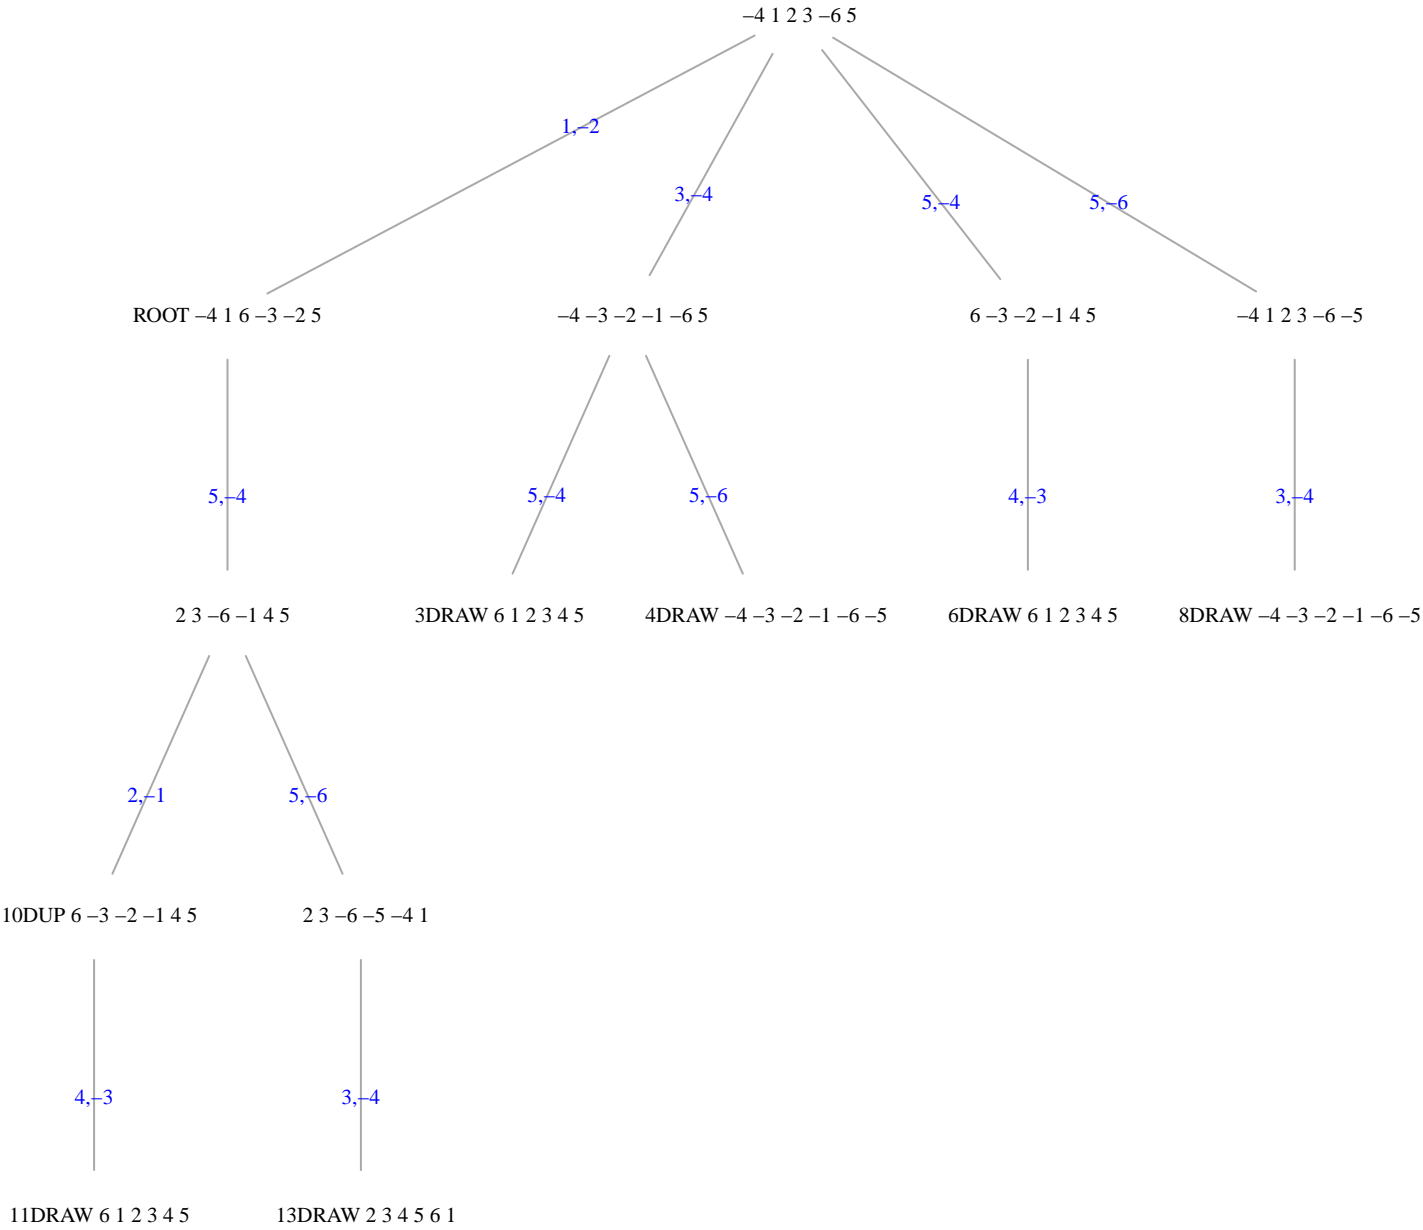 –4 1 2 3 –6 5
1,–2
3,–4
5,–4
5,–6
ROOT –4 1 6 –3 –2 5
–4 –3 –2 –1 –6 5
6 –3 –2 –1 4 5
–4 1 2 3 –6 –5
5,–4
5,–4
5,–6
4,–3
3,–4
2 3 –6 –1 4 5
3DRAW 6 1 2 3 4 5
4DRAW –4 –3 –2 –1 –6 –5
6DRAW 6 1 2 3 4 5
8DRAW –4 –3 –2 –1 –6 –5
2,–1
5,–6
10DUP 6 –3 –2 –1 4 5
2 3 –6 –5 –4 1
4,–3
3,–4
11DRAW 6 1 2 3 4 5
13DRAW 2 3 4 5 6 1